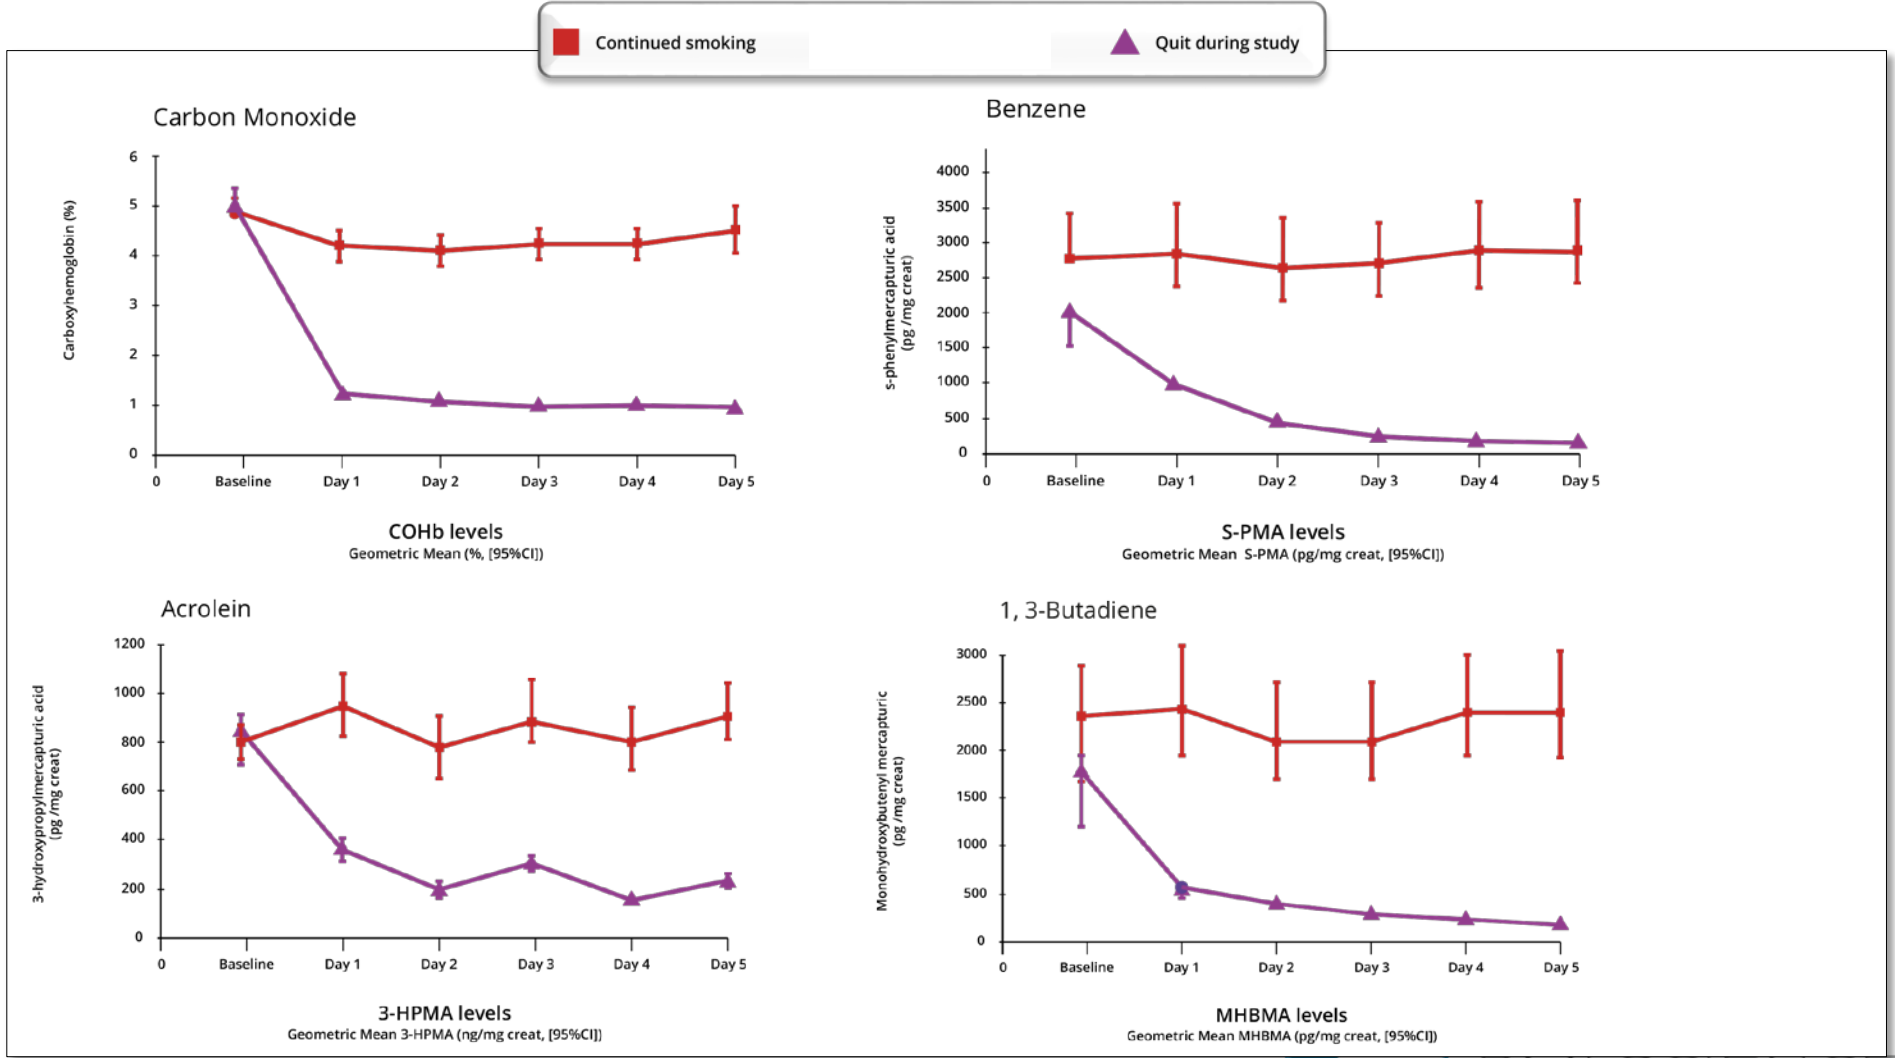 Continued smoking
Quit during study
Carbon Monoxide
Carboxyhemoglobin (%)
6
5
4
3
2
1
0
0 Baseline Day 1 Day 2 Day 3 Day 4 Day 5
COHb levels
Geometric Mean (%, [95%CI])
Benzene
s-phenylmercapturic acid
(pg /mg creat)
4000
3500
3000
2500
2000
1500
1000
500
0
0 Baseline Day 1 Day 2 Day 3 Day 4 Day 5
S-PMA levels
Geometric Mean S-PMA (pg/mg creat, [95%CI])
Acrolein
3-hydroxypropylmercapturic acid
(pg /mg creat)
1200
1000
800
600
400
200
0
0 Baseline Day 1 Day 2 Day 3 Day 4 Day 5
3-HPMA levels
Geometric Mean 3-HPMA (ng/mg creat, [95%CI])
1, 3-Butadiene
Monohydroxybutenyl mercapturic
(pg /mg creat)
3000
2500
2000
1500
1000
500
0
0 Baseline Day 1 Day 2 Day 3 Day 4 Day 5
MHBMA levels
Geometric Mean MHBMA (pg/mg creat, [95%CI])